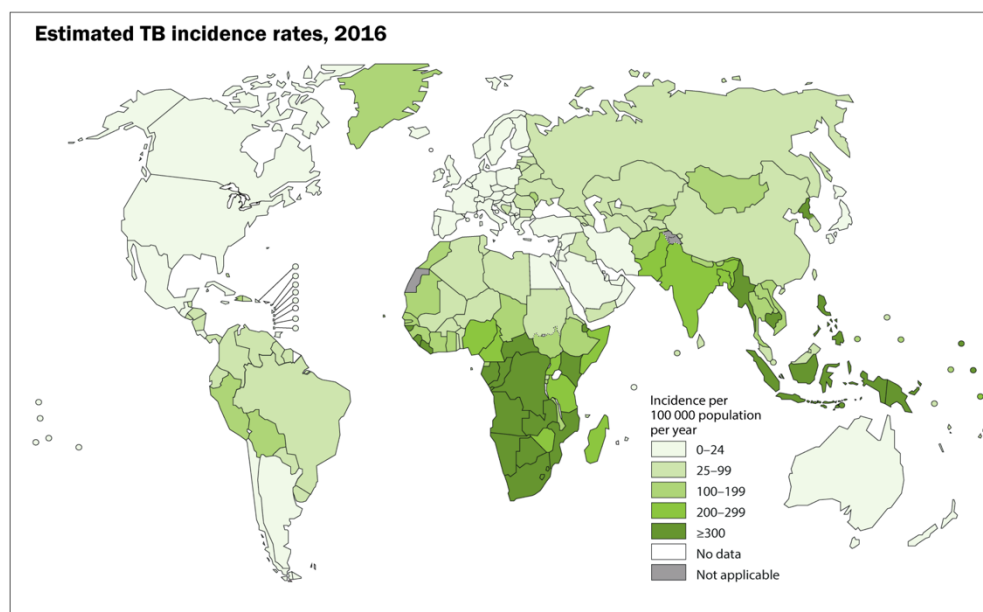 Estimated TB incidence rates, 2016
Incidence per
100 000 population
per year
0–24
25–99
100–199
200–299
≥300
No data
Not applicable